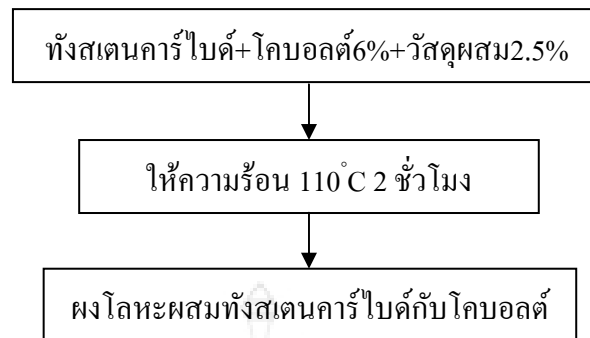 ทังสเตนคาร์ไบด์+โคบอลต์6%+วัสดุผสม2.5%
ให้ความร้อน 110°C 2 ชั่วโมง
ผงโลหะผสมทังสเตนคาร์ไบด์กับโคบอลต์